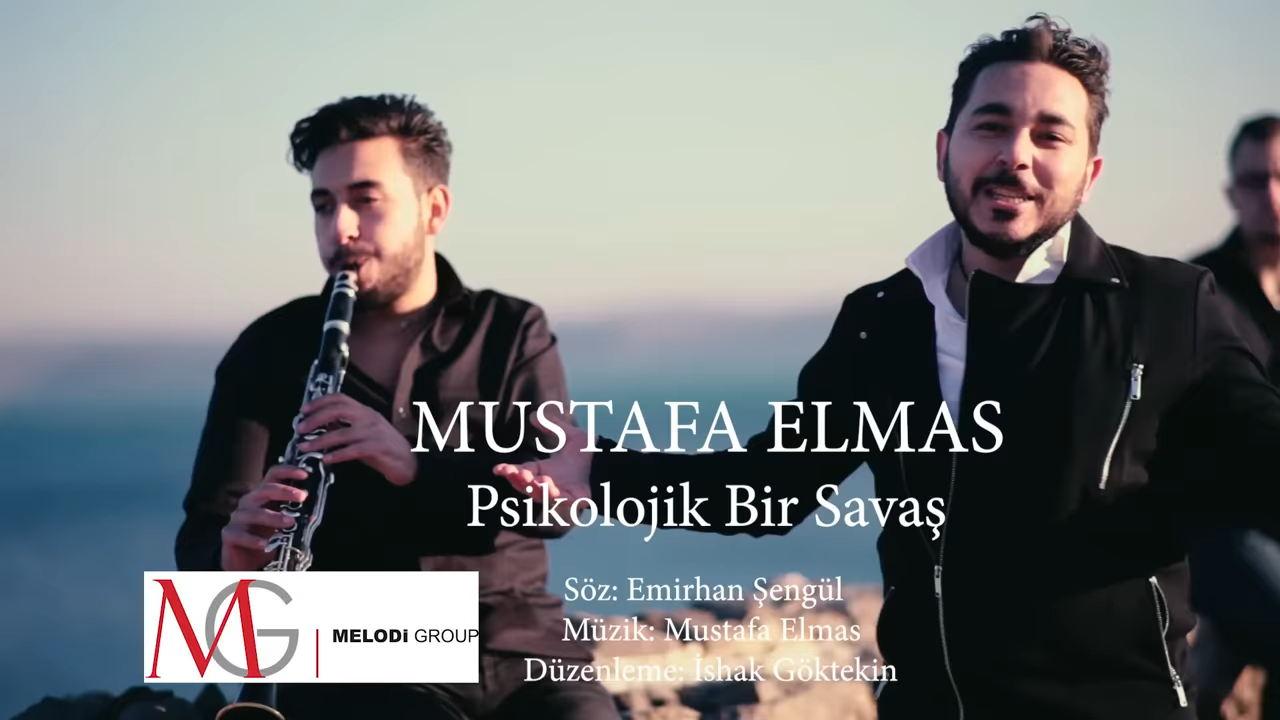 MUSTAFA ELMAS
Psikolojik Bir Savaş
Söz: Emirhan Şengül
Müzik: Mustafa Elmas
Düzenleme: İshak Göktekin
MG MELODi GROUP